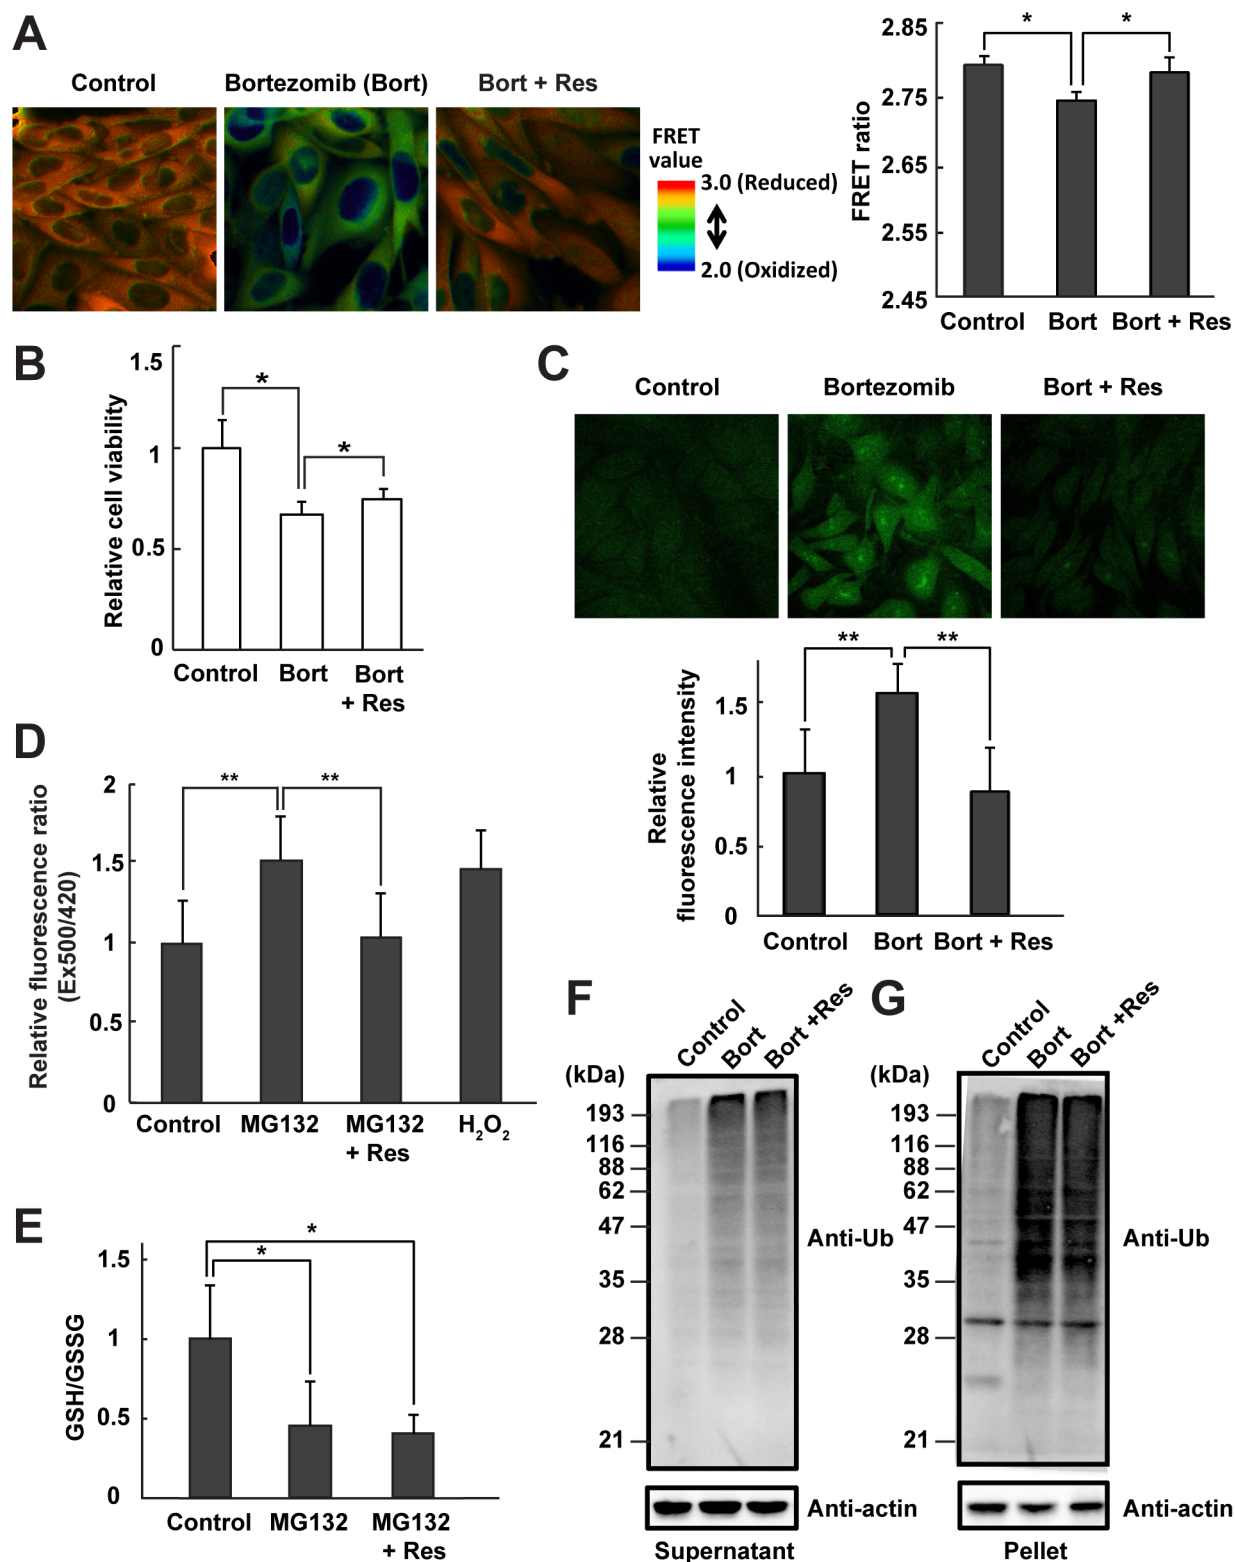 A
Control
Bortezomib (Bort)
Bort + Res
FRET
value
3.0 (Reduced)
2.0 (Oxidized)
FRET ratio
2.85
2.75
2.65
2.55
2.45
*
*
Control
Bort
Bort + Res
B
Relative cell viability
1.5
1
0.5
0
*
*
Control
Bort
Bort
+ Res
C
Control
Bortezomib
Bort + Res
Relative
fluorescence intensity
1.5
1
0.5
0
**
**
Control
Bort
Bort + Res
D
Relative fluorescence ratio
(Ex500/420)
2
1.5
1
0.5
0
**
**
Control
MG132
MG132
+ Res
H₂O₂
E
GSH/GSSG
1.5
1
0.5
0
*
*
Control
MG132
MG132
+ Res
F
Control
Bort
Bort +Res
(kDa)
193
116
88
62
47
35
28
21
Anti-Ub
Anti-actin
Supernatant
G
Control
Bort
Bort +Res
(kDa)
193
116
88
62
47
35
28
21
Anti-Ub
Anti-actin
Pellet